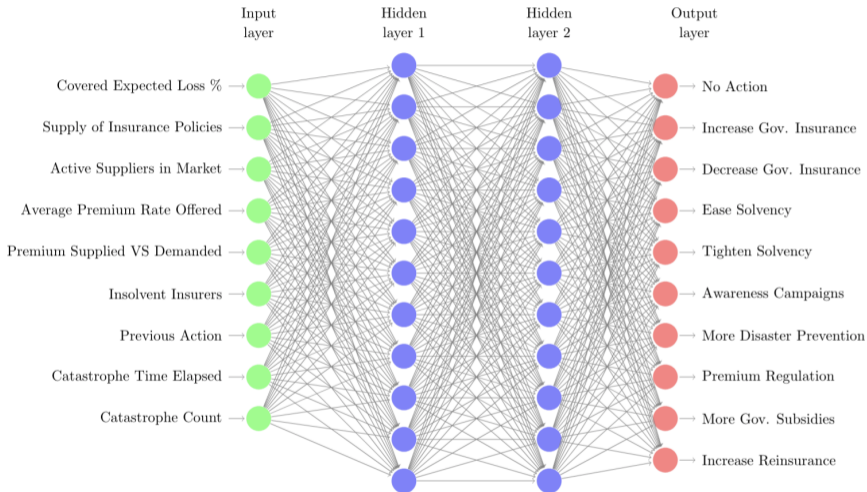 Input
layer
Hidden
layer 1
Hidden
layer 2
Output
layer
Covered Expected Loss %
Supply of Insurance Policies
Active Suppliers in Market
Average Premium Rate Offered
Premium Supplied VS Demanded
Insolvent Insurers
Previous Action
Catastrophe Time Elapsed
Catastrophe Count
No Action
Increase Gov. Insurance
Decrease Gov. Insurance
Ease Solvency
Tighten Solvency
Awareness Campaigns
More Disaster Prevention
Premium Regulation
More Gov. Subsidies
Increase Reinsurance